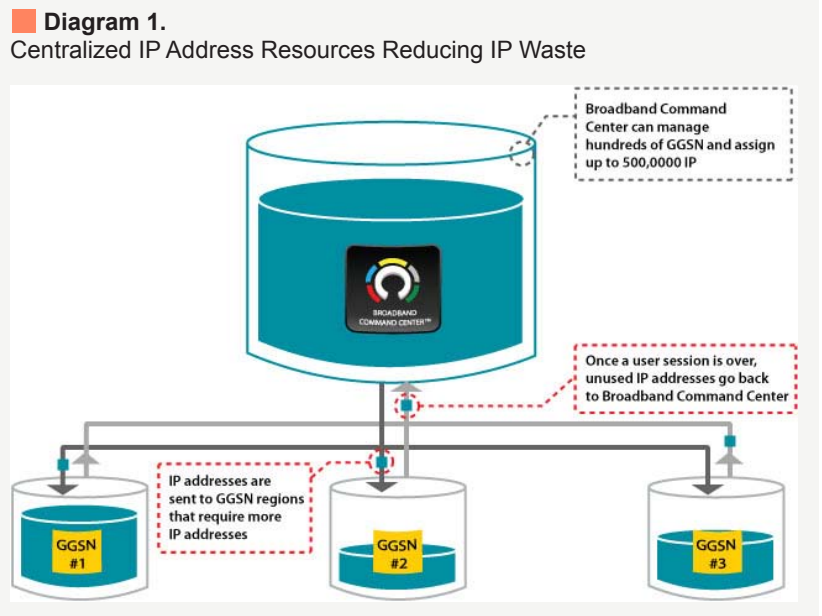 Diagram 1.
Centralized IP Address Resources Reducing IP Waste
Broadband Command
Center can manage
hundreds of GGSN and assign
up to 500,0000 IP
BROADBAND
COMMAND CENTER™
Once a user session is over,
unused IP addresses go back
to Broadband Command Center
IP addresses are
sent to GGSN regions
that require more
IP addresses
GGSN
#1
GGSN
#2
GGSN
#3